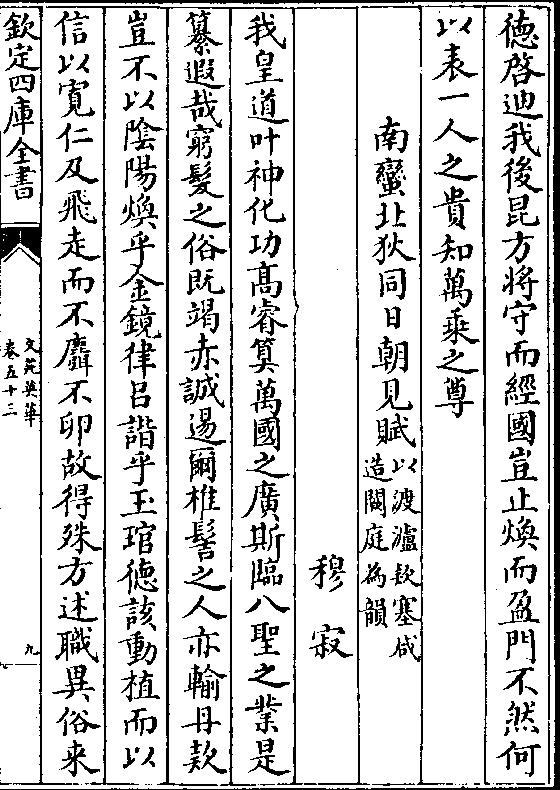 德啓迪我後昆方將守而經國豈止煥而盈門不然何
以表一人之貴知萬乘之尊
南蠻北狄同日朝見賦以渡瀘款塞咸造闕庭為韻
穆寂
我皇道叶神化功髙睿算萬國之廣斯臨八聖之業是
纂遐哉窮髮之俗既竭赤誠逷爾椎髻之人亦輸丹款
豈不以陰陽煥乎金鏡律吕諧乎玉琯德該動植而以
信以寛仁及飛走而不麛不卵故得殊方述職異俗来
欽定四庫全書
文苑英華
卷五十三
九